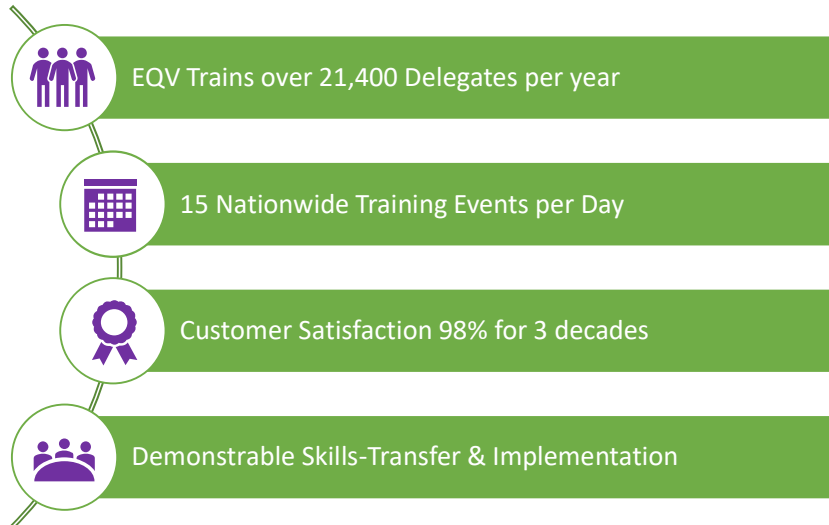 EQV Trains over 21,400 Delegates per year
15 Nationwide Training Events per Day
Customer Satisfaction 98% for 3 decades
Demonstrable Skills-Transfer & Implementation